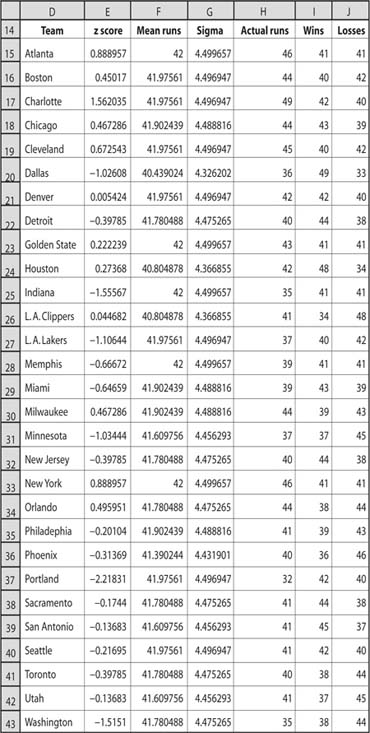 D E F G H I J
14 Team z score Mean runs Sigma Actual runs Wins Losses
15 Atlanta 0.888957 42 4.499657 46 41 41
16 Boston 0.45017 41.97561 4.496947 44 40 42
17 Charlotte 1.562035 41.97561 4.496947 49 42 40
18 Chicago 0.467286 41.902439 4.488816 44 43 39
19 Cleveland 0.672543 41.97561 4.496947 45 40 42
20 Dallas −1.02608 40.439024 4.326202 36 49 33
21 Denver 0.005424 41.97561 4.496947 42 42 40
22 Detroit −0.39785 41.780488 4.475265 40 44 38
23 Golden State 0.222239 42 4.499657 43 41 41
24 Houston 0.27368 40.804878 4.366855 42 48 34
25 Indiana −1.55567 42 4.499657 35 41 41
26 L.A. Clippers 0.044682 40.804878 4.366855 41 34 48
27 L.A. Lakers −1.10644 41.97561 4.496947 37 40 42
28 Memphis −0.66672 42 4.499657 39 41 41
29 Miami −0.64659 41.902439 4.488816 39 43 39
30 Milwaukee 0.467286 41.902439 4.488816 44 39 43
31 Minnesota −1.03444 41.609756 4.456293 37 37 45
32 New Jersey −0.39785 41.780488 4.475265 40 44 38
33 New York 0.888957 42 4.499657 46 41 41
34 Orlando 0.495951 41.780488 4.475265 44 38 44
35 Philadephia −0.20104 41.902439 4.488816 41 39 43
36 Phoenix −0.31369 41.390244 4.431901 40 36 46
37 Portland −2.21831 41.97561 4.496947 32 42 40
38 Sacramento −0.1744 41.780488 4.475265 41 44 38
39 San Antonio −0.13683 41.609756 4.456293 41 45 37
40 Seattle −0.21695 41.97561 4.496947 41 42 40
41 Toronto −0.39785 41.780488 4.475265 40 38 44
42 Utah −0.13683 41.609756 4.456293 41 37 45
43 Washington −1.5151 41.780488 4.475265 35 38 44